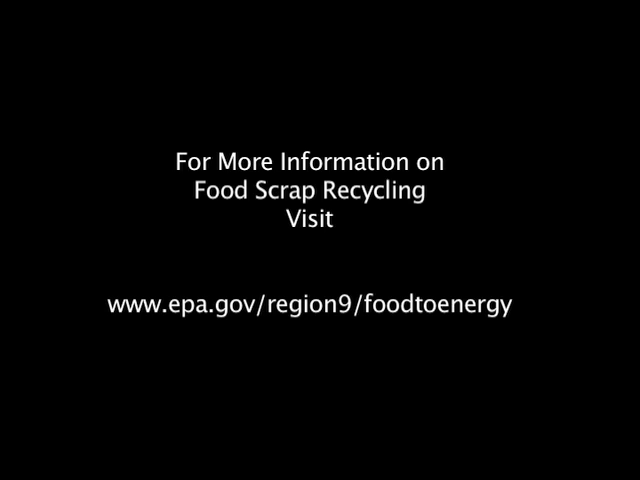 For More Information on
Food Scrap Recycling
Visit
www.epa.gov/region9/foodtoenergy